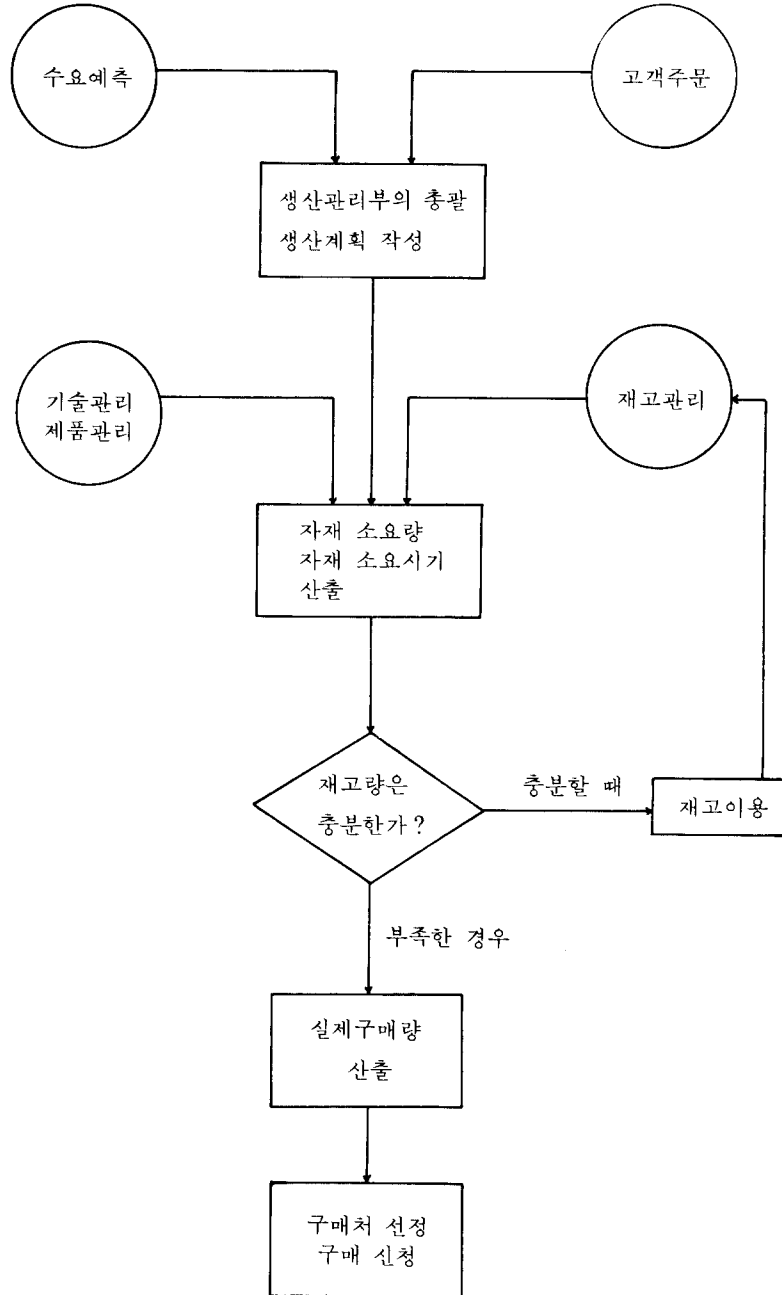 수요예측
고객주문
생산관리부의 총괄
생산계획 작성
기술관리
제품관리
재고관리
자재 소요량
자재 소요시기
산출
재고량은
충분한가?
충분할 때
재고이용
부족한 경우
실제구매량
산출
구매처 선정
구매 신청